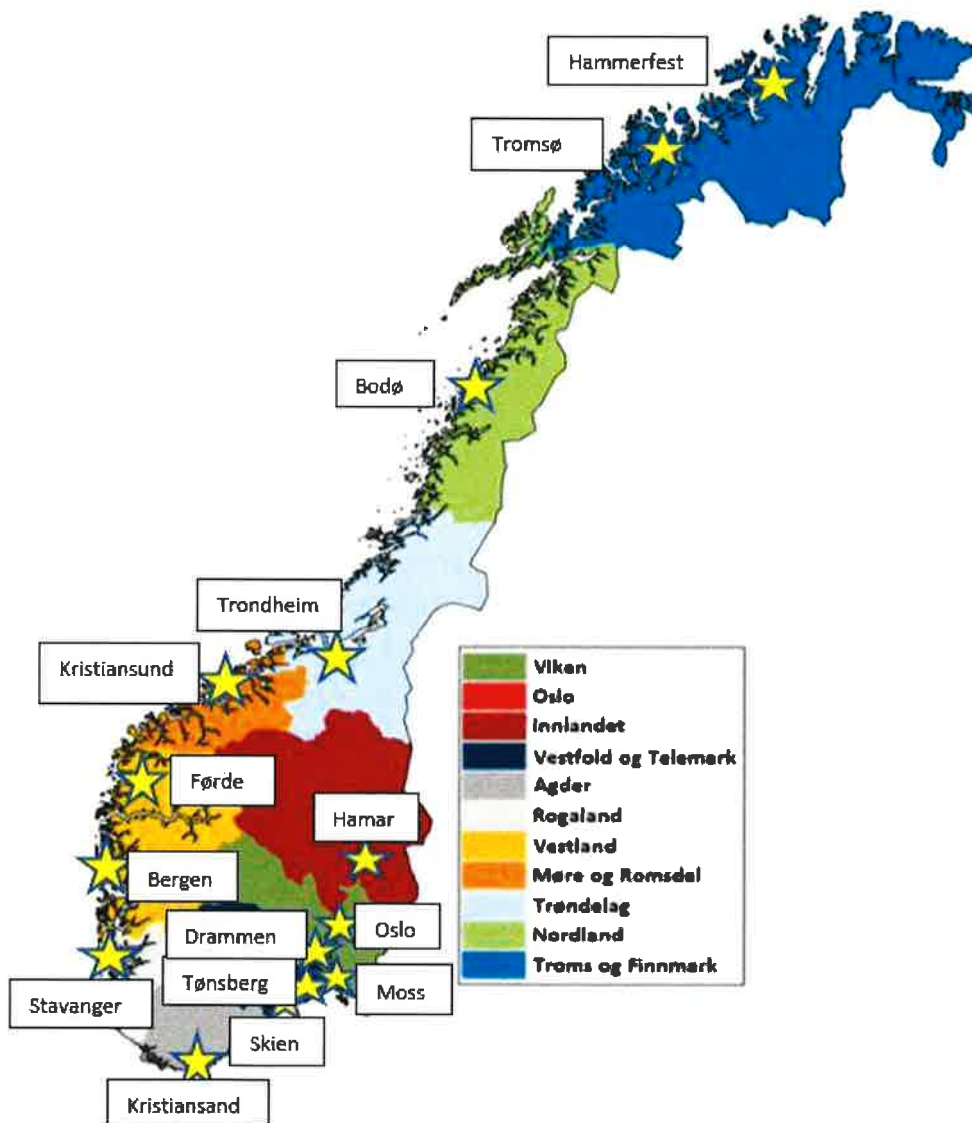 Hammerfest
Tromsø
Bodø
Trondheim
Kristiansund
Førde
Hamar
Bergen
Drammen
Oslo
Tønsberg
Moss
Stavanger
Skien
Kristiansand
Viken
Oslo
Innlandet
Vestfold og Telemark
Agder
Rogaland
Vestland
Møre og Romsdal
Trøndelag
Nordland
Troms og Finnmark